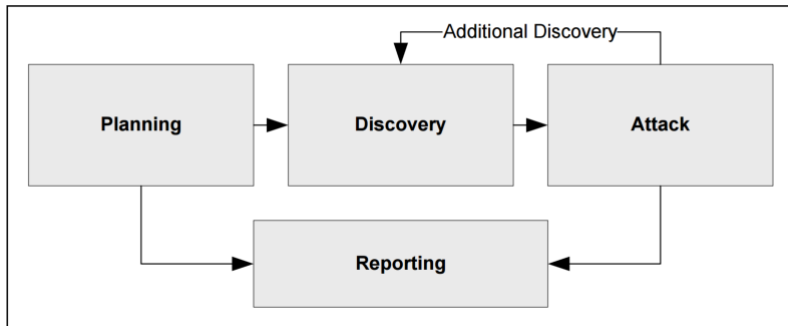 Additional Discovery
Planning
Discovery
Attack
Reporting